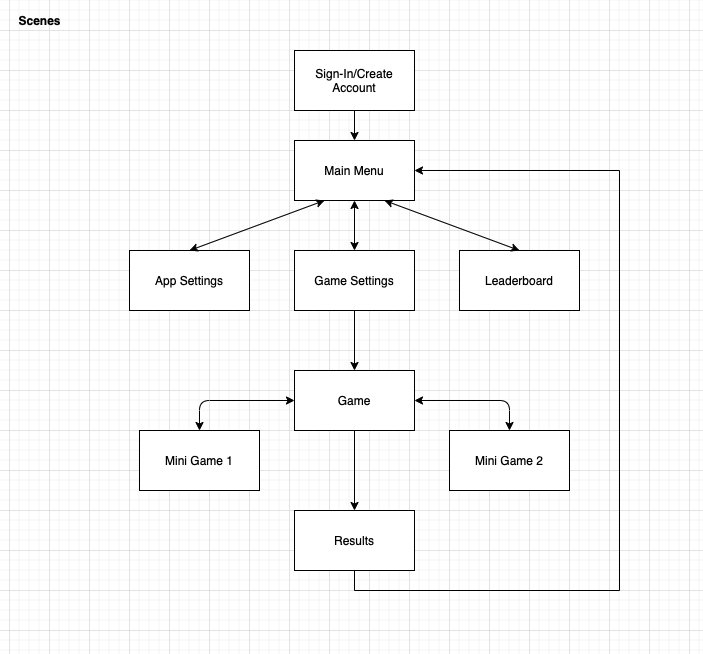 Scenes
Sign-In/Create
Account
Main Menu
App Settings
Game Settings
Leaderboard
Game
Mini Game 1
Mini Game 2
Results